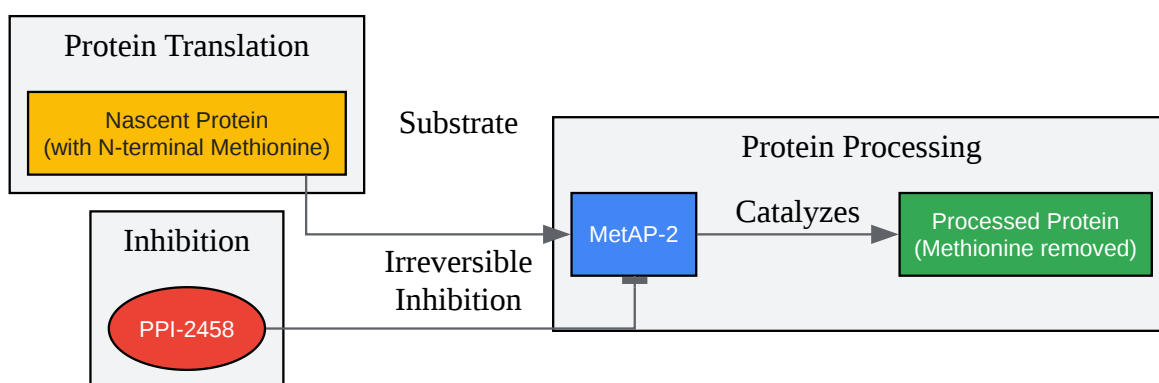 Protein Translation
Nascent Protein
(with N-terminal Methionine)
Substrate
Protein Processing
MetAP-2
Catalyzes
Processed Protein
(Methionine removed)
Inhibition
Irreversible
Inhibition
PPI-2458